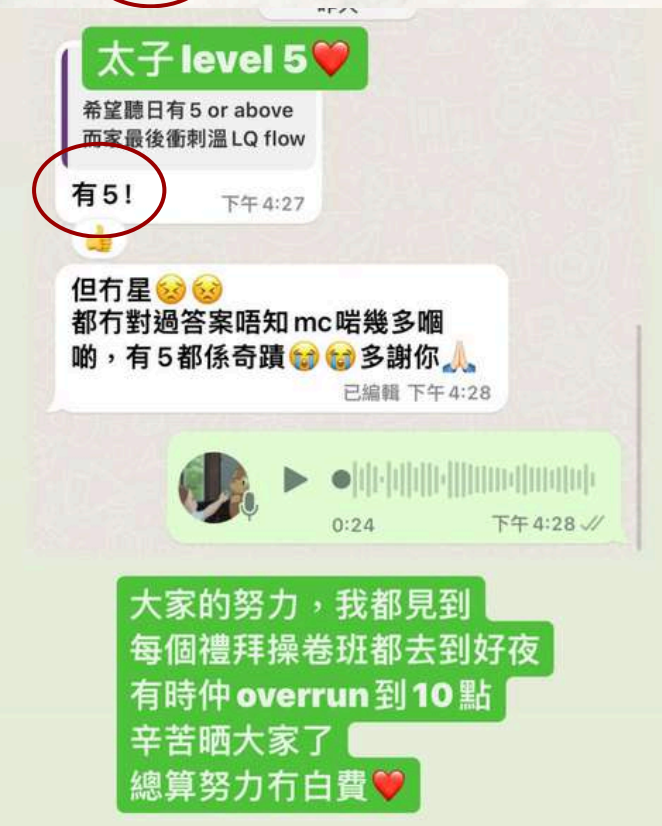 太子 level 5❤️
希望聽日有 5 or above
而家最後衝刺溫 LQ flow
有 5！
下午 4:27
👍
但冇星😣😣
都冇對過答案唔知 mc 啱幾多嗰
啲，有 5 都係奇蹟😭😭多謝你🙏🏻
已編輯 下午 4:28
0:24
下午 4:28
大家的努力，我都見到
每個禮拜操卷班都去到好夜
有時仲 overrun 到 10 點
辛苦晒大家了
總算努力冇白費❤️